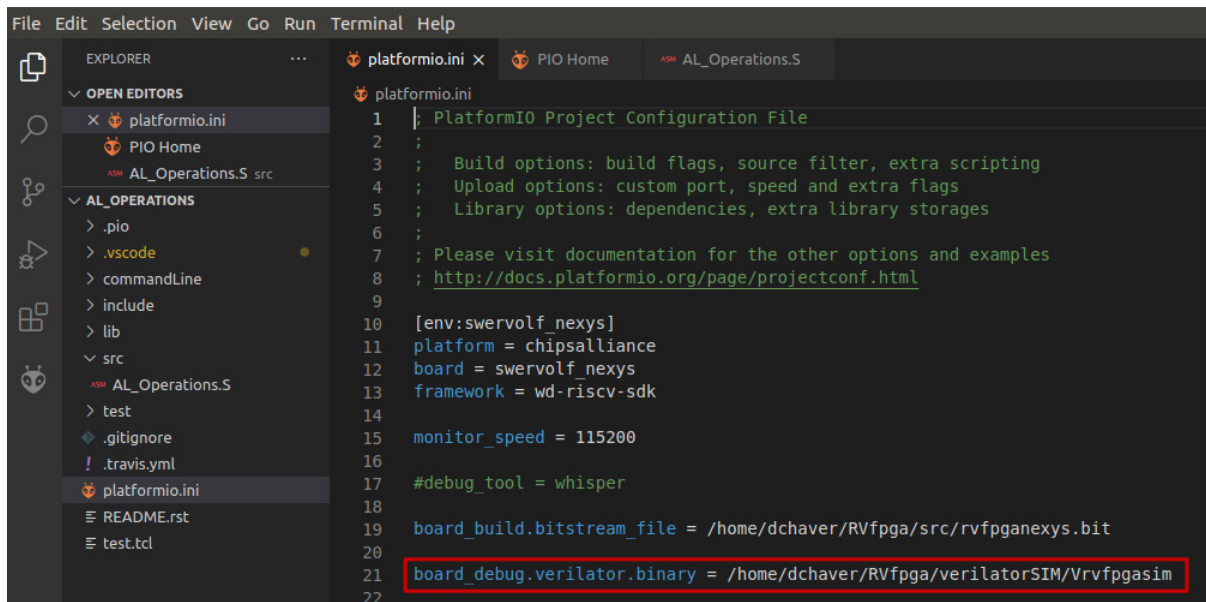 File Edit Selection View Go Run Terminal Help
EXPLORER ...
OPEN EDITORS
platformio.ini
PIO Home
ASM AL_Operations.S src
AL_OPERATIONS
.pio
.vscode
commandLine
include
lib
src
ASM AL_Operations.S
test
.gitignore
! .travis.yml
platformio.ini
README.rst
test.tcl
platformio.ini PIO Home ASM AL_Operations.S
platformio.ini
1 ; PlatformIO Project Configuration File
2 ;
3 ;   Build options: build flags, source filter, extra scripting
4 ;   Upload options: custom port, speed and extra flags
5 ;   Library options: dependencies, extra library storages
6 ;
7 ; Please visit documentation for the other options and examples
8 ; http://docs.platformio.org/page/projectconf.html
9
10 [env:swervolf_nexys]
11 platform = chipsalliance
12 board = swervolf_nexys
13 framework = wd-riscv-sdk
14
15 monitor_speed = 115200
16
17 #debug_tool = whisper
18
19 board_build.bitstream_file = /home/dchaver/RVfpga/src/rvfpganexys.bit
20
21 board_debug.verilator.binary = /home/dchaver/RVfpga/verilatorSIM/Vrvfpgasim
22